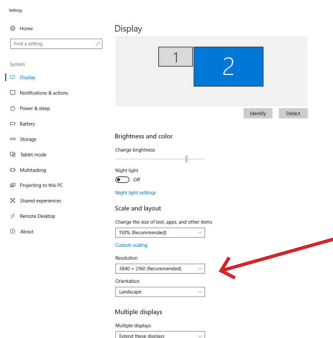 Settings
Home
Find a setting
System
Display
Notifications & actions
Power & sleep
Battery
Storage
Tablet mode
Multitasking
Projecting to this PC
Shared experiences
Remote Desktop
About
Display
1
2
Identify
Detect
Brightness and color
Change brightness
Night light
Off
Night light settings
Scale and layout
Change the size of text, apps, and other items
150% (Recommended)
Custom scaling
Resolution
3840 × 2160 (Recommended)
Orientation
Landscape
Multiple displays
Multiple displays
Extend these displays